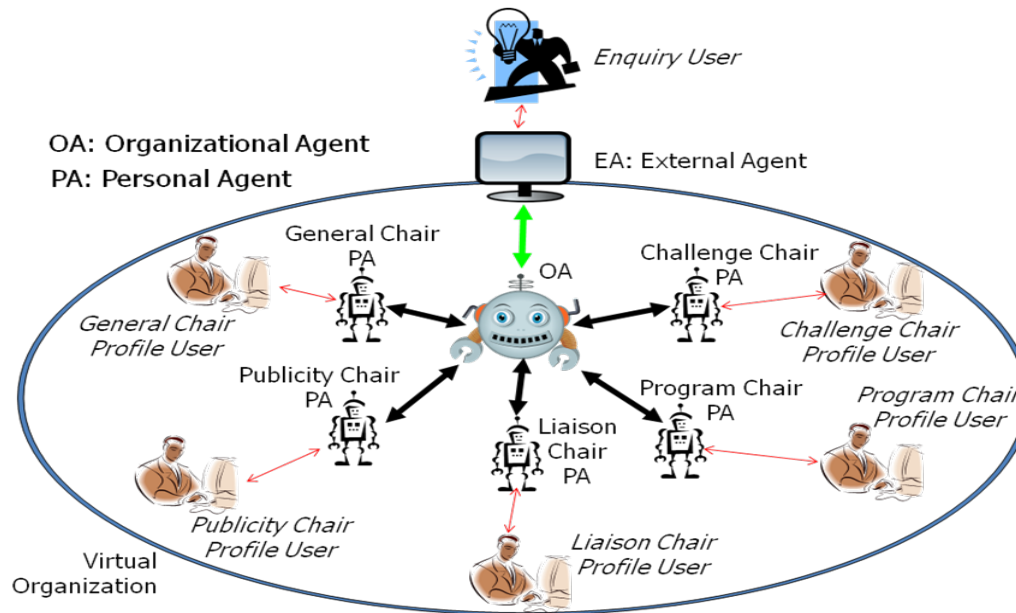 Enquiry User
OA: Organizational Agent
PA: Personal Agent
EA: External Agent
General Chair
PA
OA
Challenge Chair
PA
General Chair
Profile User
Challenge Chair
Profile User
Publicity Chair
PA
Liaison
Chair
PA
Program Chair
PA
Program Chair
Profile User
Publicity Chair
Profile User
Liaison Chair
Profile User
Virtual
Organization